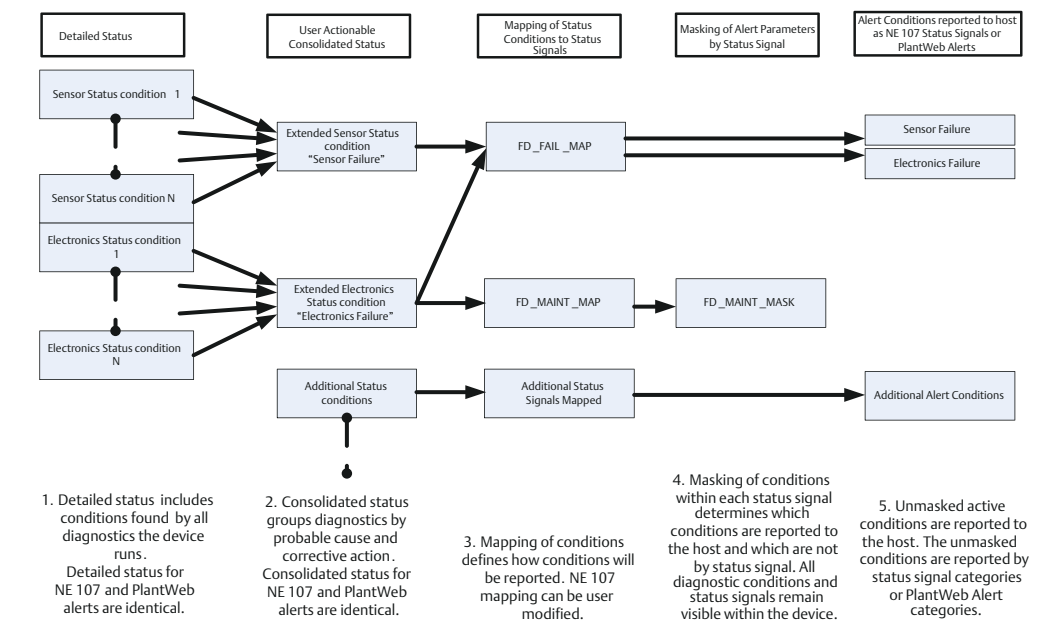 Detailed Status
User Actionable
Consolidated Status
Mapping of Status
Conditions to Status
Signals
Masking of Alert Parameters
by Status Signal
Alert Conditions reported to host
as NE 107 Status Signals or
PlantWeb Alerts
Sensor Status condition 1
Sensor Status condition N
Electronics Status condition
1
Electronics Status condition
N
Extended Sensor Status
condition
“Sensor Failure”
Extended Electronics
Status condition
“Electronics Failure”
Additional Status
conditions
FD _FAIL _MAP
FD _MAINT _MAP
Additional Status
Signals Mapped
FD _MAINT _MASK
Sensor Failure
Electronics Failure
Additional Alert Conditions
1. Detailed status includes
conditions found by all
diagnostics the device
runs.
Detailed status for
NE 107 and PlantWeb
alerts are identical.
2. Consolidated status
groups diagnostics by
probable cause and
corrective action.
Consolidated status for
NE 107 and PlantWeb
alerts are identical.
3. Mapping of conditions
defines how conditions will
be reported. NE 107
mapping can be user
modified.
4. Masking of conditions
within each status signal
determines which
conditions are reported to
the host and which are not
by status signal. All
diagnostic conditions and
status signals remain
visible within the device.
5. Unmasked active
conditions are reported to
the host. The unmasked
conditions are reported by
status signal categories
or PlantWeb Alert
categories.